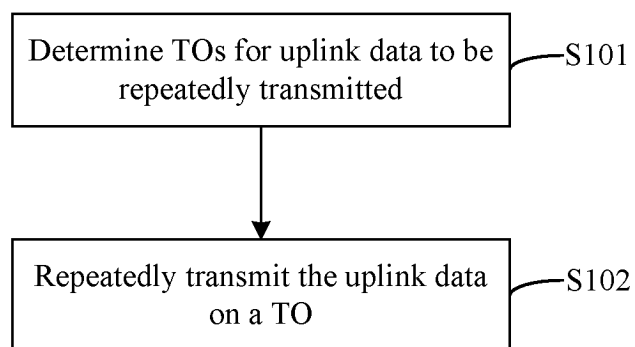 Determine TOs for uplink data to be
repeatedly transmitted
S101
Repeatedly transmit the uplink data
on a TO
S102